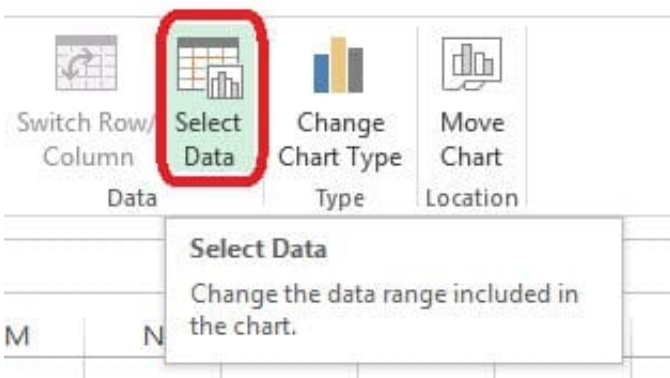 Switch Row/
Column
Select
Data
Change
Chart Type
Move
Chart
Data
Type
Location
Select Data
Change the data range included in
the chart.
M
N